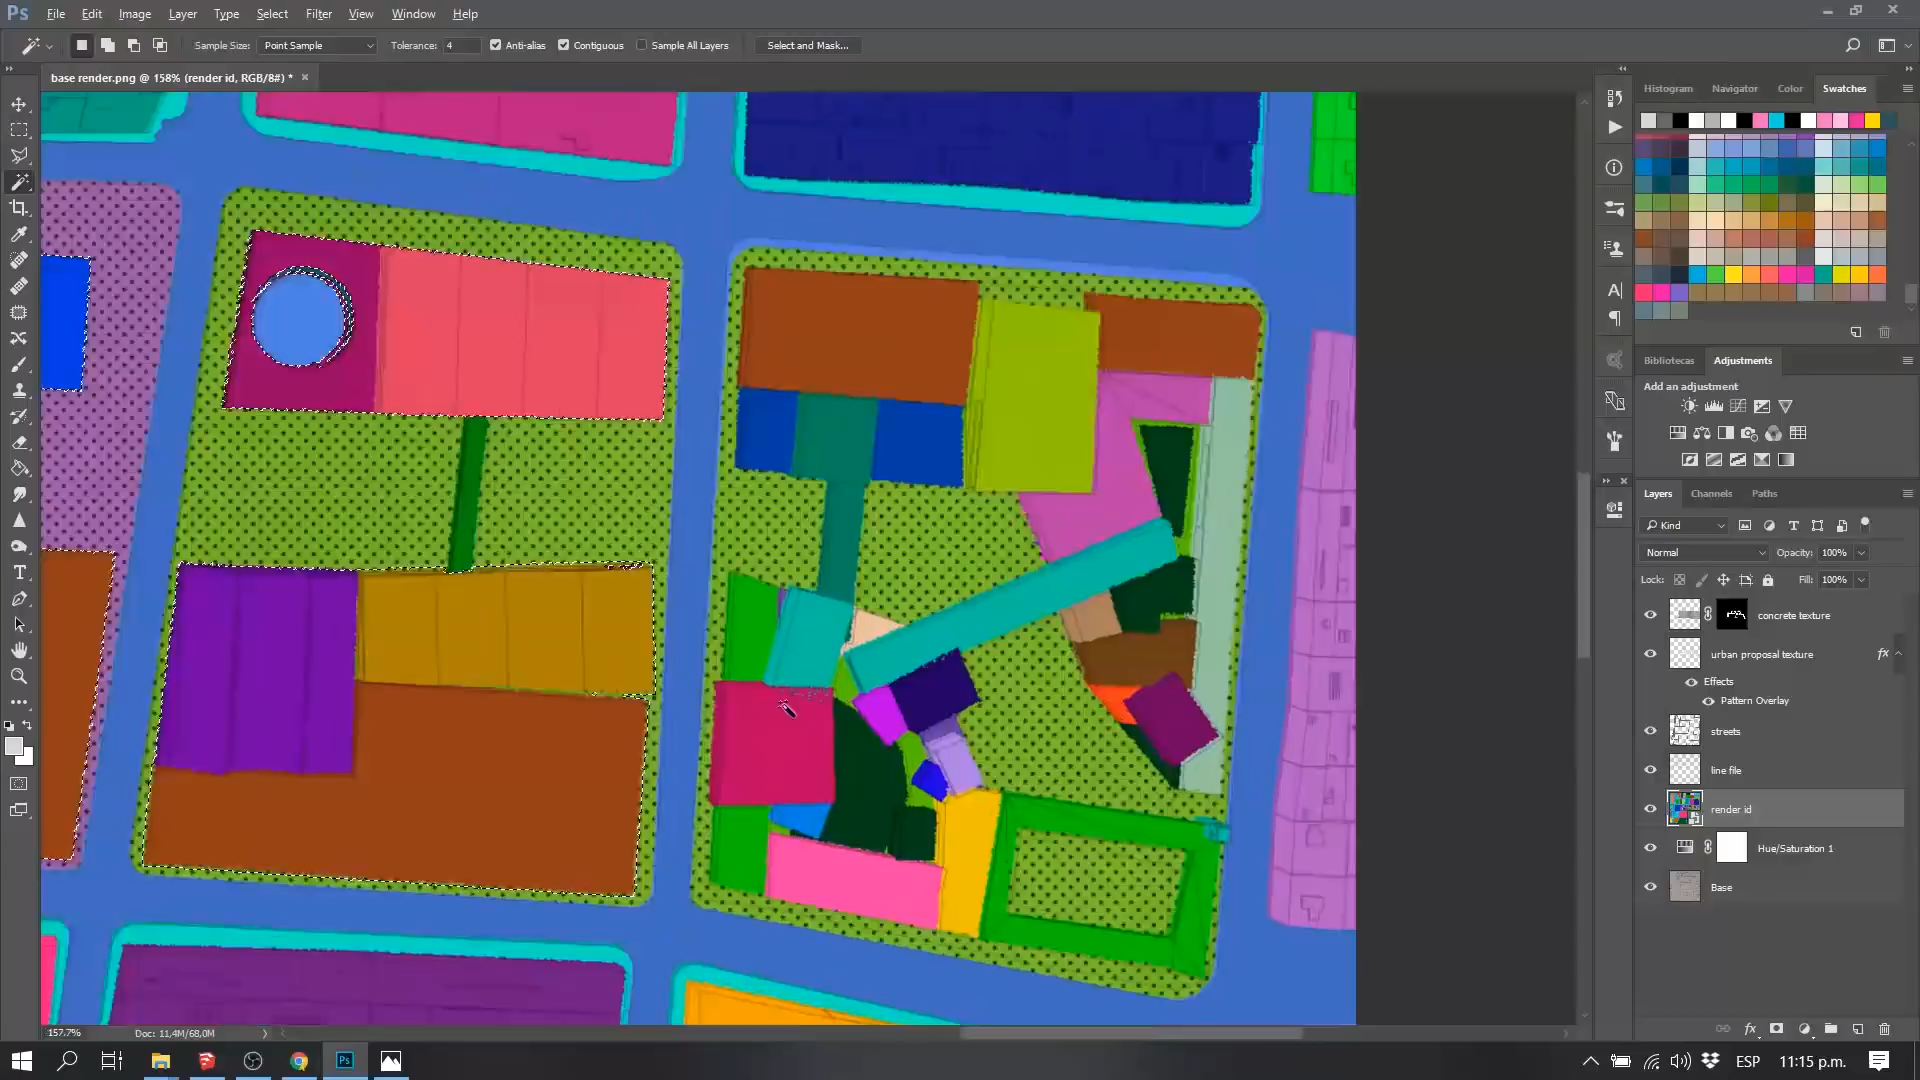 Ps File Edit Image Layer Type Select Filter View Window Help
Sample Size: Point Sample Tolerance: 4 Anti-alias Contiguous Sample All Layers Select and Mask...
base render.png @ 158% (render id, RGB/8#) * ×
Histogram Navigator Color Swatches
Bibliotecas Adjustments
Add an adjustment
Layers Channels Paths
Kind
Normal Opacity: 100%
Lock: Fill: 100%
concrete texture
urban proposal texture fx
Effects
Pattern Overlay
streets
line file
render id
Hue/Saturation 1
Base
157.7% Doc: 11,4M/68,0M
Ps ESP 11:15 p.m.